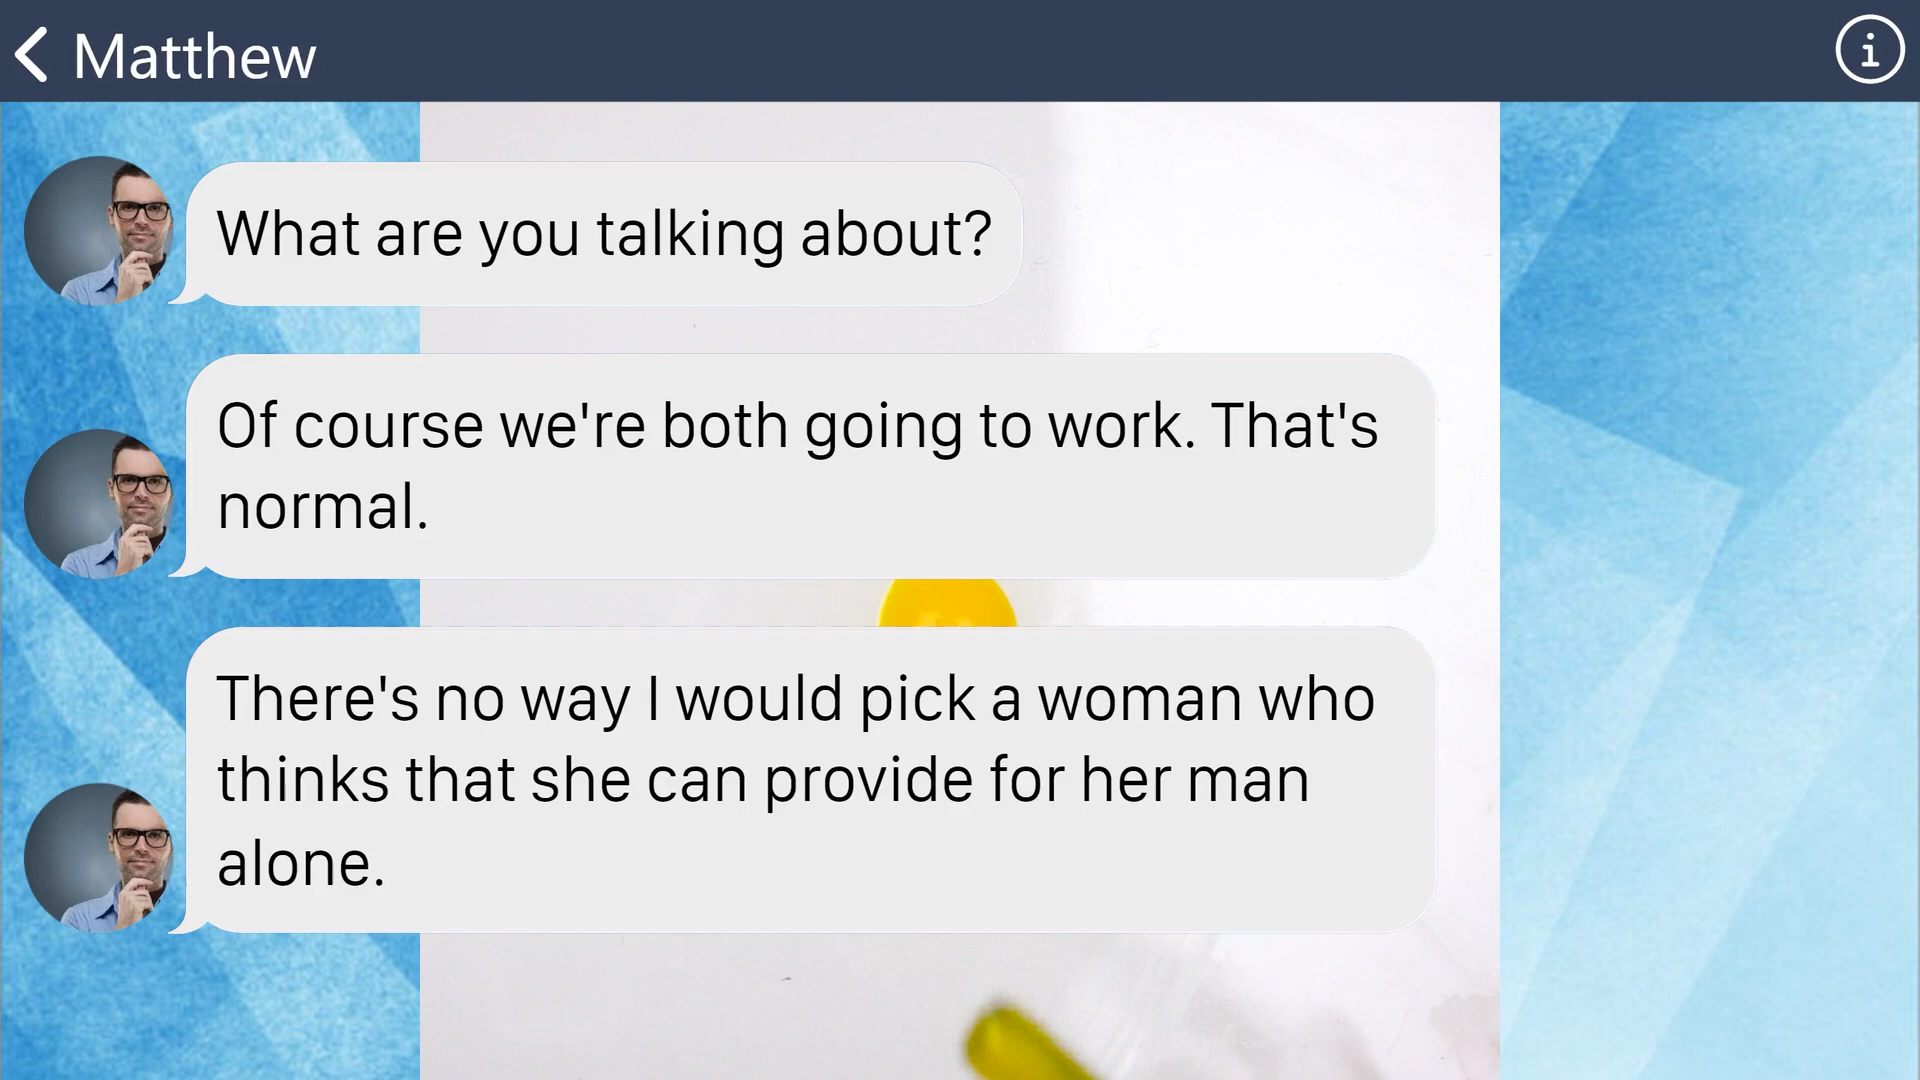 Matthew
What are you talking about?
Of course we're both going to work. That's
normal.
There's no way I would pick a woman who
thinks that she can provide for her man
alone.